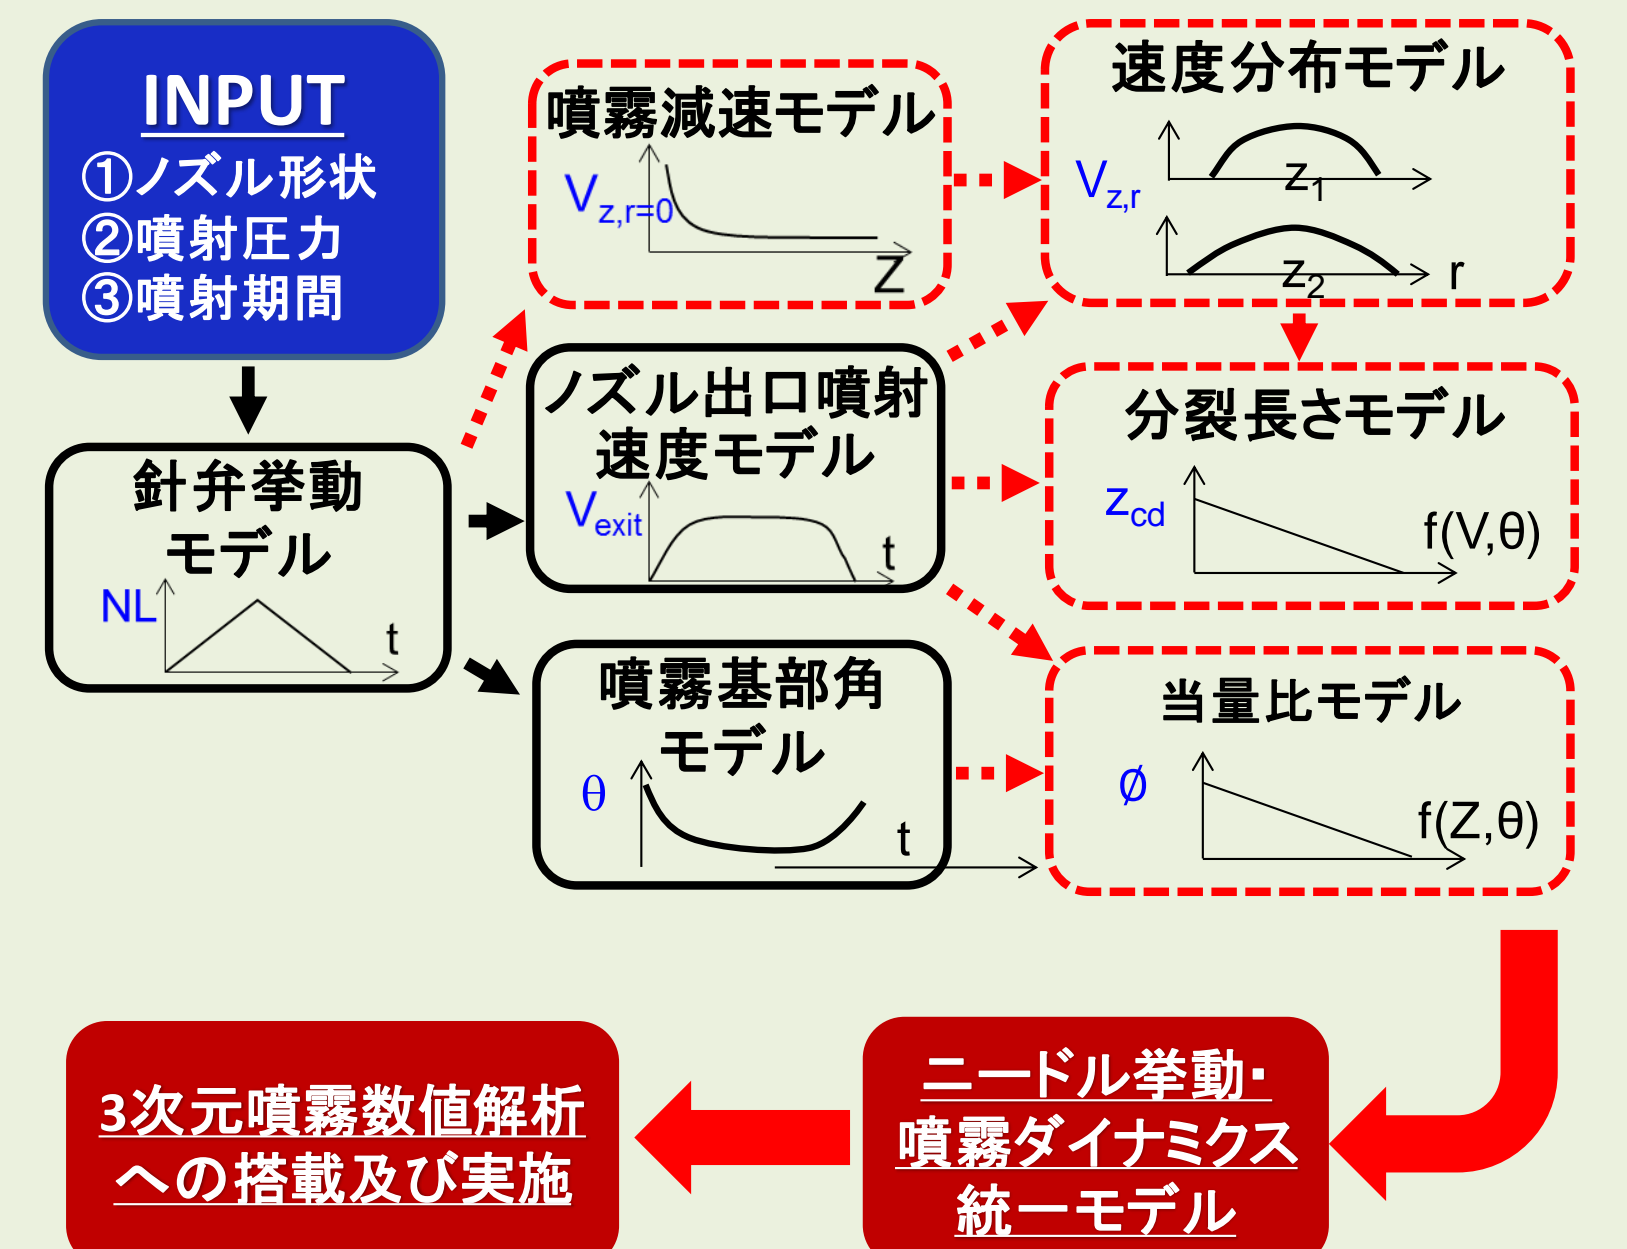 INPUT
①ノズル形状
②噴射圧力
③噴射期間
針弁挙動
モデル
NL
t
噴霧減速モデル
Vz,r=0
Z
ノズル出口噴射
速度モデル
Vexit
t
噴霧基部角
モデル
θ
t
速度分布モデル
Vz,r
z1
z2
r
分裂長さモデル
zcd
f(V,θ)
当量比モデル
Ø
f(Z,θ)
ニードル挙動・
噴霧ダイナミクス
統一モデル
3次元噴霧数値解析
への搭載及び実施